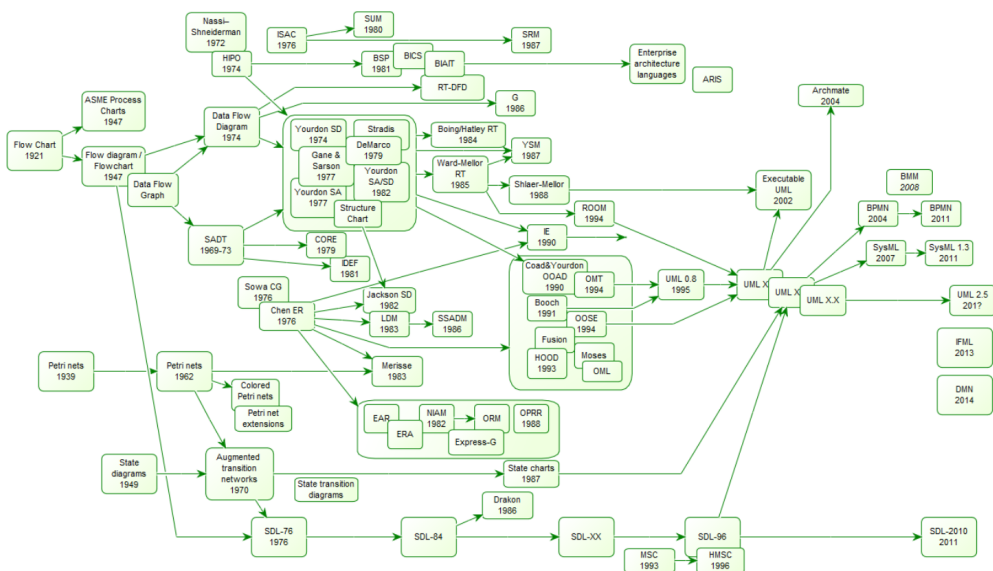 Nassi–
Shneiderman
1972
HIPO
1974
ISAC
1976
SUM
1980
SRM
1987
BSP
1981
BICS
BIAIT
Enterprise
architecture
languages
ARIS
RT-DFD
G
1986
Archmate
2004
ASME Process
Charts
1947
Flow Chart
1921
Flow diagram /
Flowchart
1947
Data Flow
Diagram
1974
Data Flow
Graph
Yourdon SD
1974
Stradis
Gane &
Sarson
1977
DeMarco
1979
Yourdon
SA/SD
1982
Yourdon SA
1977
Structure
Chart
Boing/Hatley RT
1984
YSM
1987
Ward-Mellor
RT
1985
Shlaer-Mellor
1988
ROOM
1994
Executable
UML
2002
BMM
2008
BPMN
2004
BPMN
2011
SADT
1969-73
CORE
1979
IDEF
1981
IE
1990
SysML
2007
SysML 1.3
2011
Sowa CG
1976
Chen ER
1976
Jackson SD
1982
LDM
1983
SSADM
1986
Coad&Yourdon
OOAD
1990
OMT
1994
Booch
1991
OOSE
1994
Fusion
HOOD
1993
Moses
OML
UML 0.8
1995
UML X
UML X
UML X.X
UML 2.5
201?
IFML
2013
DMN
2014
Petri nets
1939
Petri nets
1962
Colored
Petri nets
Petri net
extensions
Merisse
1983
EAR
ERA
NIAM
1982
ORM
OPRR
1988
Express-G
State
diagrams
1949
Augmented
transition
networks
1970
State transition
diagrams
State charts
1987
Drakon
1986
SDL-76
1976
SDL-84
SDL-XX
SDL-96
MSC
1993
HMSC
1996
SDL-2010
2011